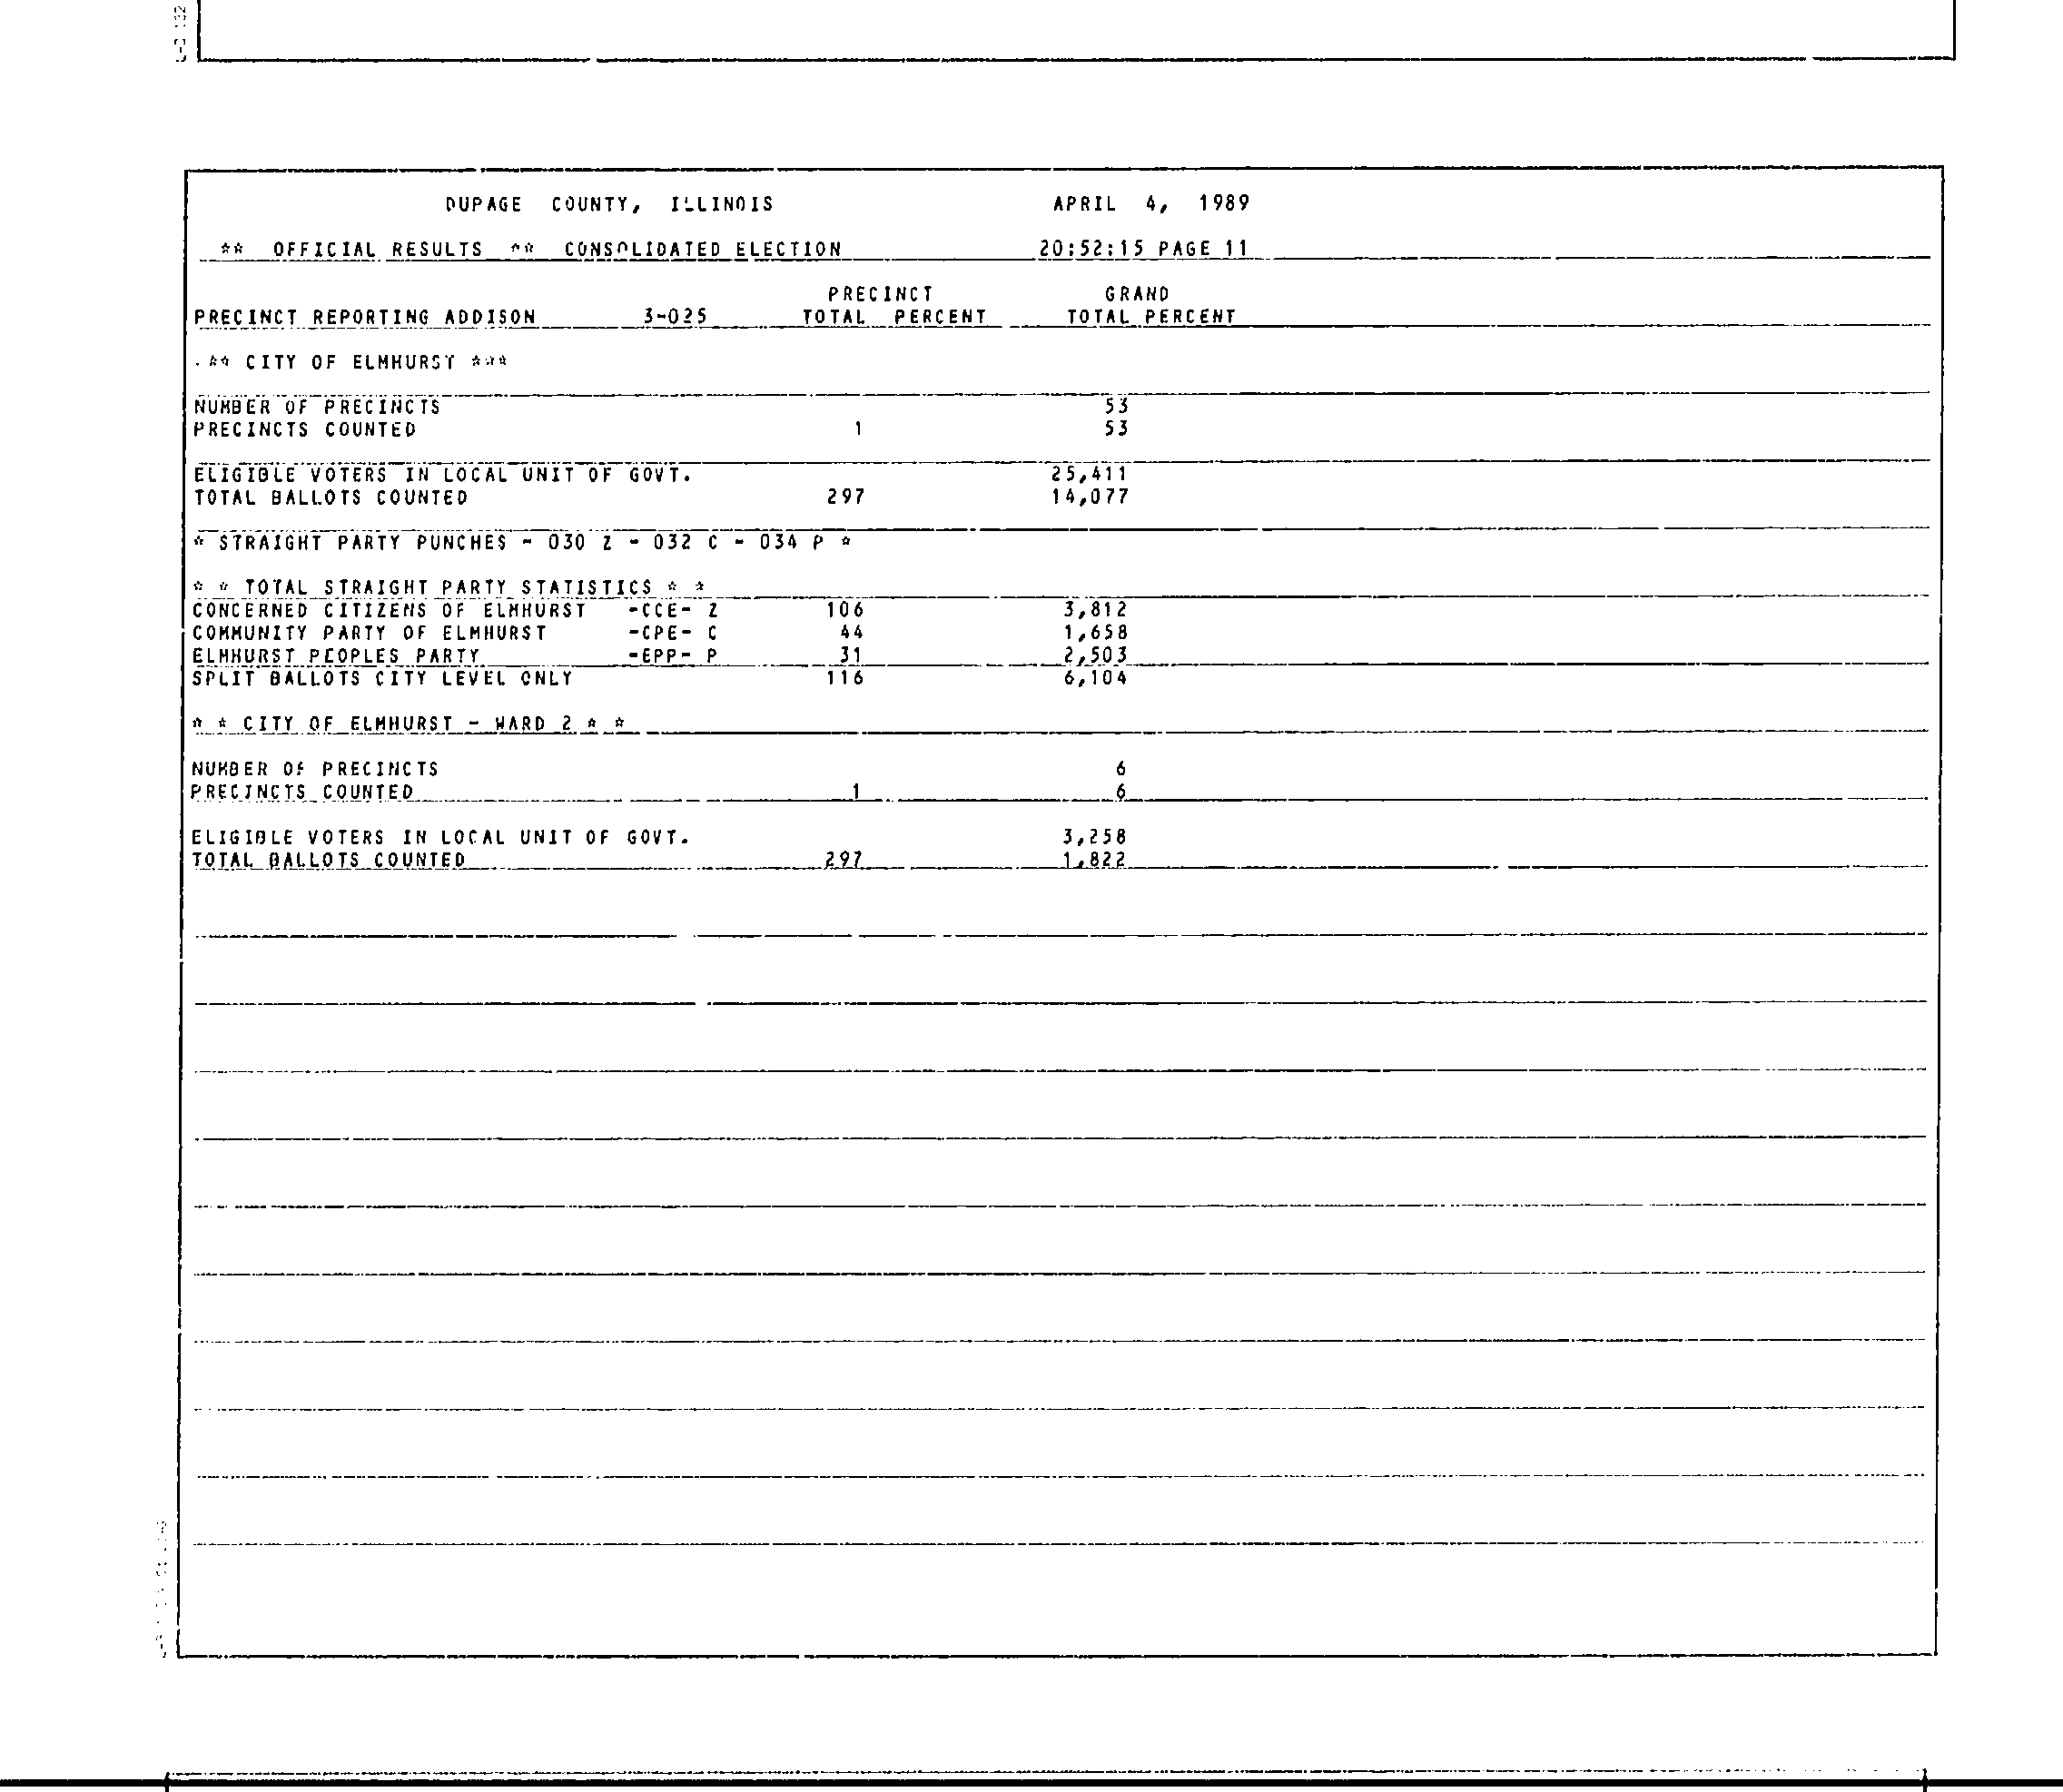 DUPAGE COUNTY, ILLINOIS APRIL 4, 1989
** OFFICIAL RESULTS ** CONSOLIDATED ELECTION 20:52:15 PAGE 11
PRECINCT GRAND
PRECINCT REPORTING ADDISON 3-025 TOTAL PERCENT TOTAL PERCENT
*** CITY OF ELMHURST ***
NUMBER OF PRECINCTS 53
PRECINCTS COUNTED 1 53
ELIGIBLE VOTERS IN LOCAL UNIT OF GOVT. 25,411
TOTAL BALLOTS COUNTED 297 14,077
* STRAIGHT PARTY PUNCHES - 030 Z - 032 C - 034 P *
* * TOTAL STRAIGHT PARTY STATISTICS * *
CONCERNED CITIZENS OF ELMHURST -CCE- Z 106 3,812
COMMUNITY PARTY OF ELMHURST -CPE- C 44 1,658
ELMHURST PEOPLES PARTY -EPP- P 31 2,503
SPLIT BALLOTS CITY LEVEL ONLY 116 6,104
* * CITY OF ELMHURST - WARD 2 * *
NUMBER OF PRECINCTS 6
PRECINCTS COUNTED 1 6
ELIGIBLE VOTERS IN LOCAL UNIT OF GOVT. 3,258
TOTAL BALLOTS COUNTED 297 1,822